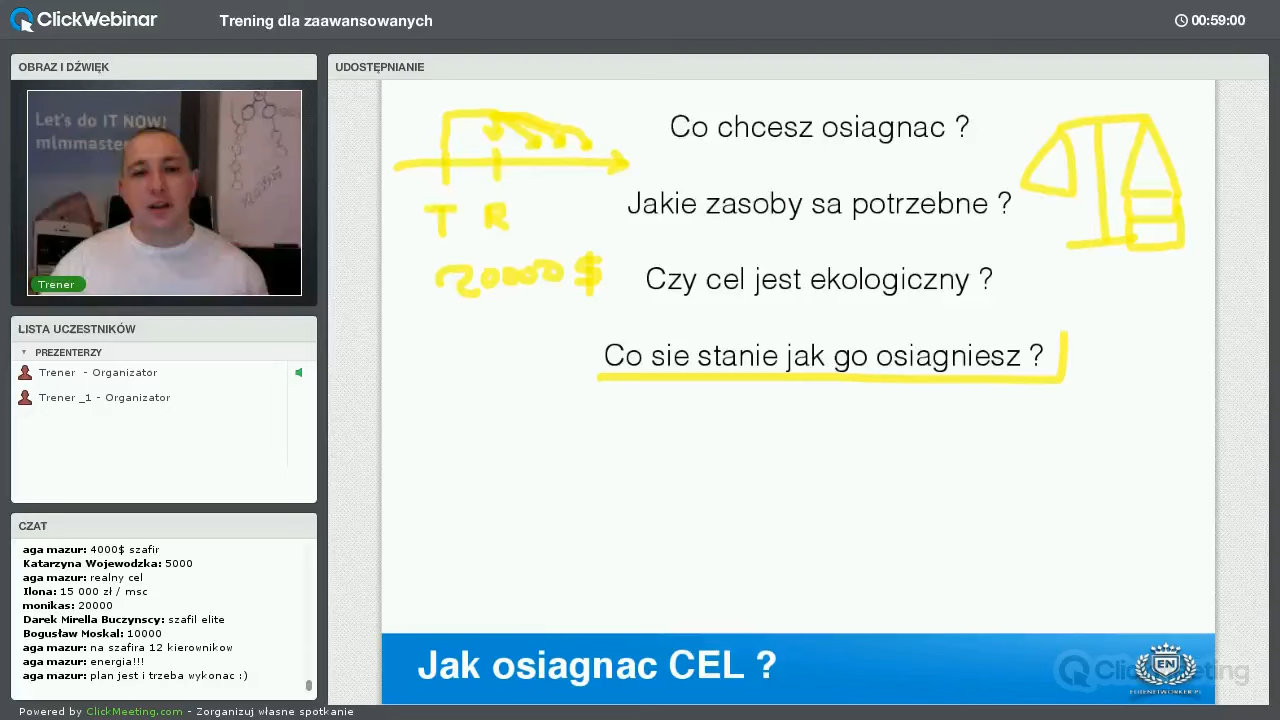 ClickWebinar
Trening dla zaawansowanych
00:59:00
OBRAZ I DŹWIĘK
Let's do IT NOW!
mlmmaste
Trener
LISTA UCZESTNIKÓW
PREZENTERZY
Trener - Organizator
Trener _1 - Organizator
CZAT
aga mazur: 4000$ szafir
Katarzyna Wojewodzka: 5000
aga mazur: realny cel
Ilona: 15 000 zł / msc
monikas: 20000
Darek Mirella Buczynscy: szafil elite
Bogusław Moskal: 10000
aga mazur: na szafira 12 kierownikow
aga mazur: energia!!!
aga mazur: plan jest i trzeba wykonac :)
Powered by ClickMeeting.com - Zorganizuj własne spotkanie
UDOSTĘPNIANIE
Co chcesz osiagnac ?
Jakie zasoby sa potrzebne ?
T R
Czy cel jest ekologiczny ?
20000 $
Co sie stanie jak go osiagniesz ?
Jak osiagnac CEL ?
EN
ClickMeeting